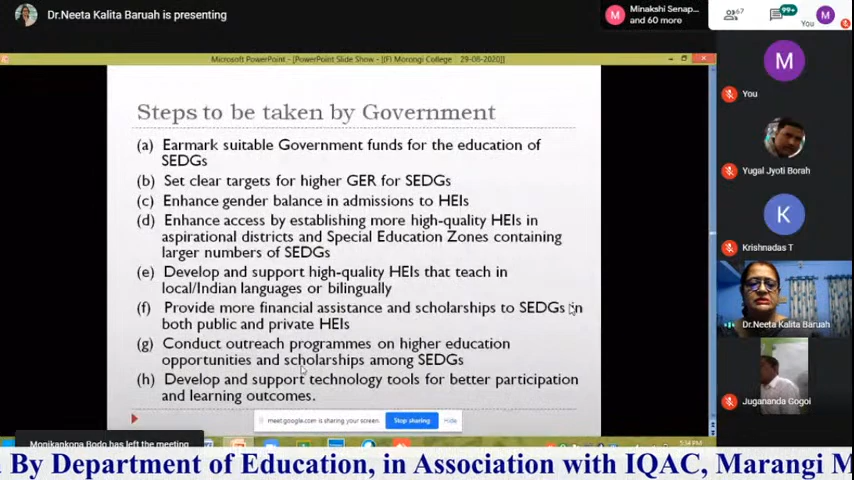 Dr.Neeta Kalita Baruah is presenting
Minakshi Senap...
and 60 more
67
99+
You
M
M
Microsoft PowerPoint - [PowerPoint Slide Show - [(F) Morangi College 29-08-2020]]
Steps to be taken by Government
(a) Earmark suitable Government funds for the education of
SEDGs
(b) Set clear targets for higher GER for SEDGs
(c) Enhance gender balance in admissions to HEIs
(d) Enhance access by establishing more high-quality HEIs in
aspirational districts and Special Education Zones containing
larger numbers of SEDGs
(e) Develop and support high-quality HEIs that teach in
local/Indian languages or bilingually
(f) Provide more financial assistance and scholarships to SEDGs in
both public and private HEIs
(g) Conduct outreach programmes on higher education
opportunities and scholarships among SEDGs
(h) Develop and support technology tools for better participation
and learning outcomes.
meet.google.com is sharing your screen.
Stop sharing
Hide
Monikankona Bodo has left the meeting
5:54 PM
M
You
Yugal Jyoti Borah
K
Krishnadas T
Dr.Neeta Kalita Baruah
Jugananda Gogoi
By Department of Education, in Association with IQAC, Marangi M